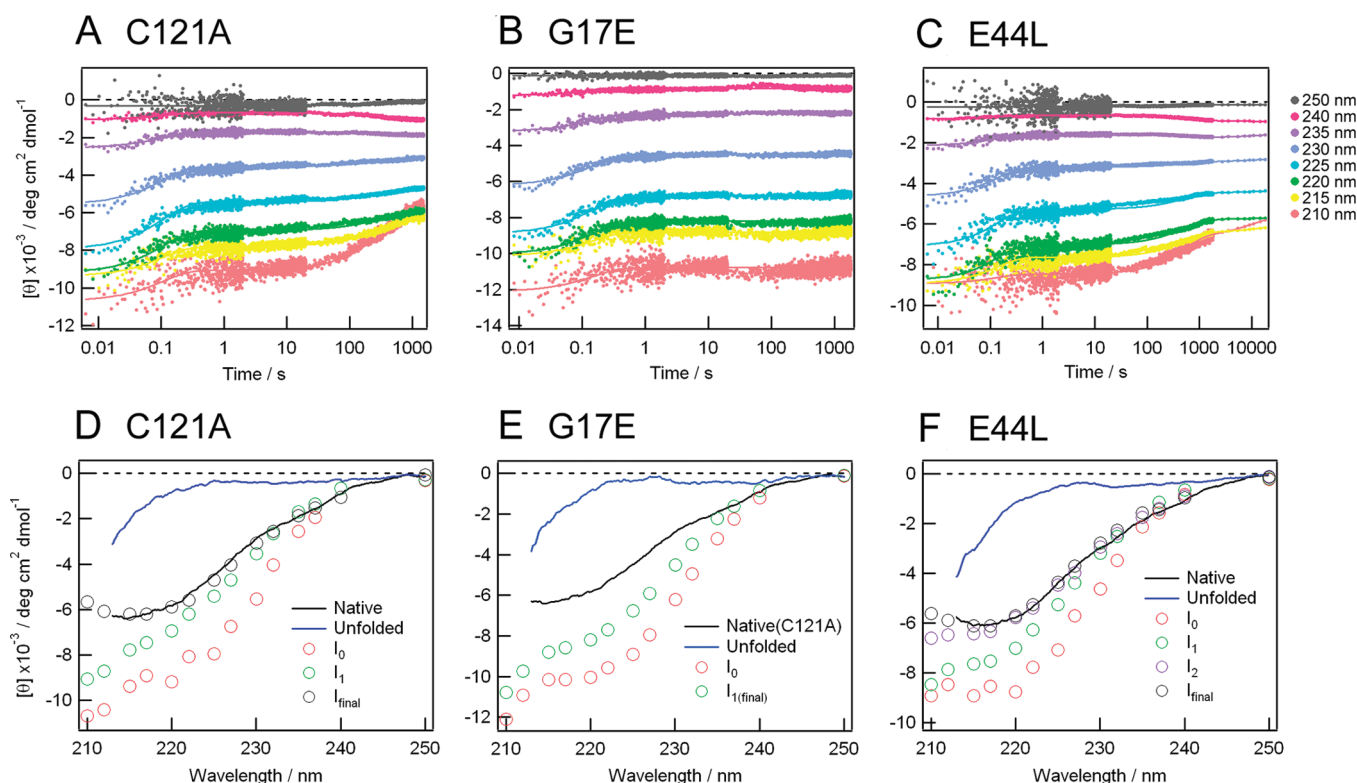 A C121A
[θ] x10⁻³ / deg cm² dmol⁻¹
0
-2
-4
-6
-8
-10
-12
0.01 0.1 1 10 100 1000
Time / s
B G17E
0
-2
-4
-6
-8
-10
-12
-14
0.01 0.1 1 10 100 1000
Time / s
C E44L
0
-2
-4
-6
-8
-10
0.01 0.1 1 10 100 1000 10000
Time / s
250 nm
240 nm
235 nm
230 nm
225 nm
220 nm
215 nm
210 nm
D C121A
[θ] x10⁻³ / deg cm² dmol⁻¹
0
-2
-4
-6
-8
-10
Native
Unfolded
I₀
I₁
I_final
210 220 230 240 250
Wavelength / nm
E G17E
0
-2
-4
-6
-8
-10
-12
Native(C121A)
Unfolded
I₀
I₁(final)
210 220 230 240 250
Wavelength / nm
F E44L
0
-2
-4
-6
-8
-10
Native
Unfolded
I₀
I₁
I₂
I_final
210 220 230 240 250
Wavelength / nm